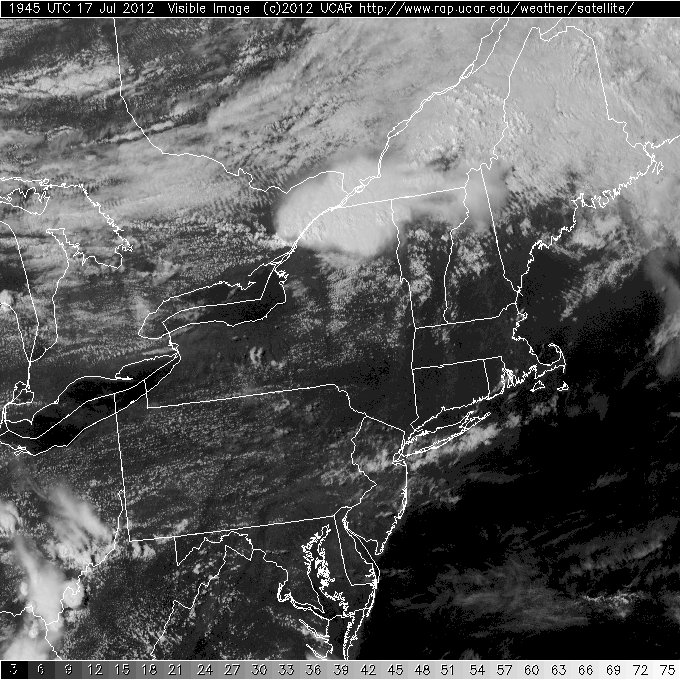 1945 UTC 17 Jul 2012 Visible Image (c)2012 UCAR http://www.rap.ucar.edu/weather/satellite/
3 6 9 12 15 18 21 24 27 30 33 36 39 42 45 48 51 54 57 60 63 66 69 72 75